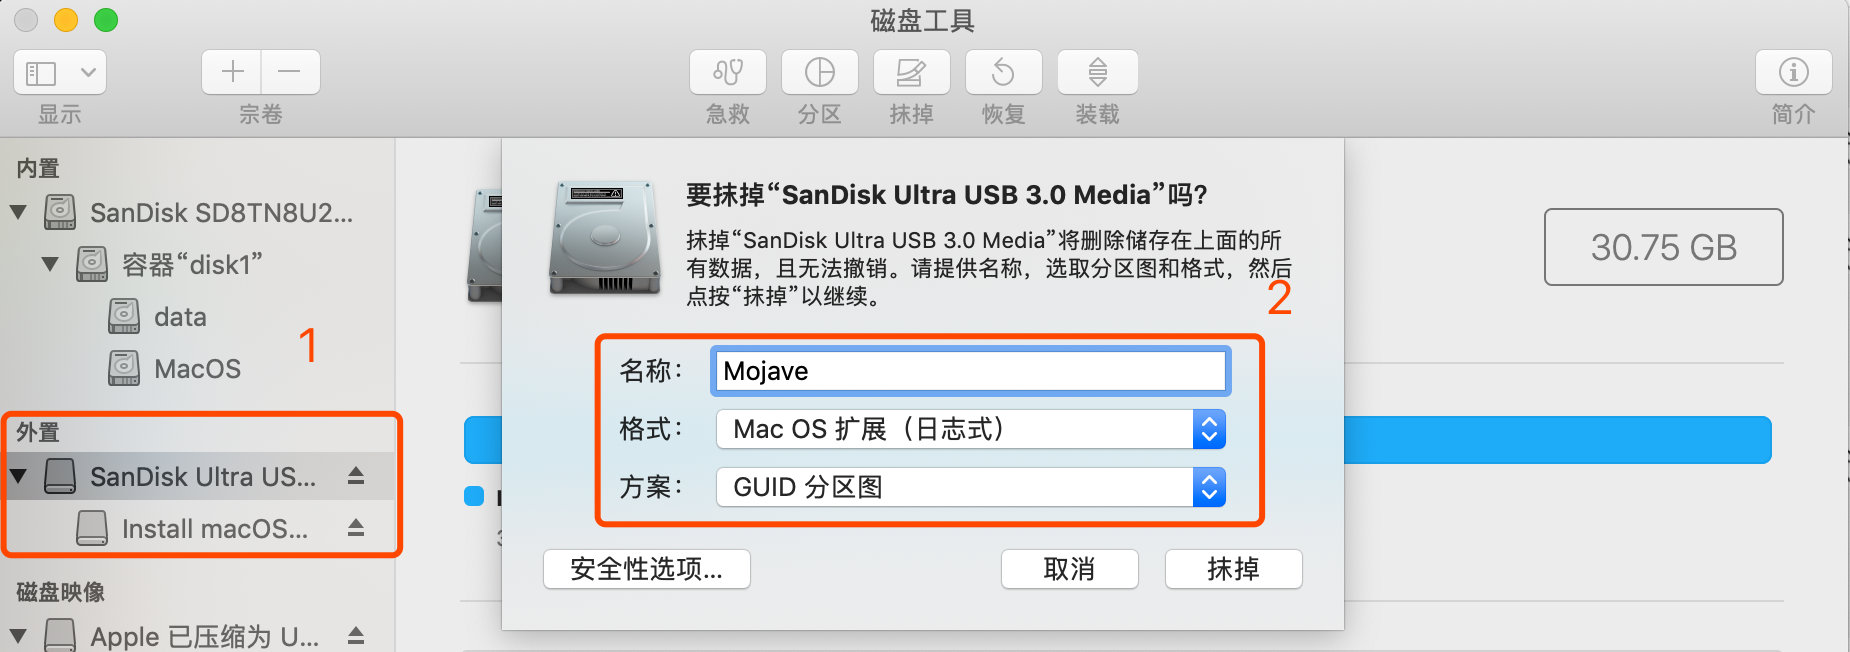 磁盘工具
显示
宗卷
急救
分区
抹掉
恢复
装载
简介
内置
SanDisk SD8TN8U2...
容器“disk1”
data
MacOS
1
外置
SanDisk Ultra US...
Install macOS...
磁盘映像
Apple 已压缩为 U...
要抹掉“SanDisk Ultra USB 3.0 Media”吗?
抹掉“SanDisk Ultra USB 3.0 Media”将删除储存在上面的所
有数据，且无法撤销。请提供名称，选取分区图和格式，然后
点按“抹掉”以继续。
2
名称： Mojave
格式： Mac OS 扩展（日志式）
方案： GUID 分区图
安全性选项...
取消
抹掉
30.75 GB